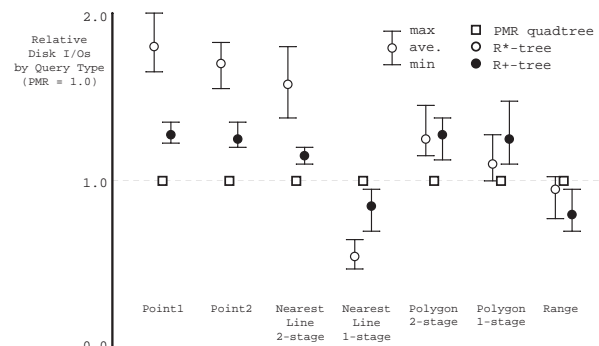 2.0
Relative
Disk I/Os
by Query Type
(PMR = 1.0)
max
ave.
min
PMR quadtree
R*-tree
R+-tree
1.0
Point1
Point2
Nearest
Line
2-stage
Nearest
Line
1-stage
Polygon
2-stage
Polygon
1-stage
Range
0.0